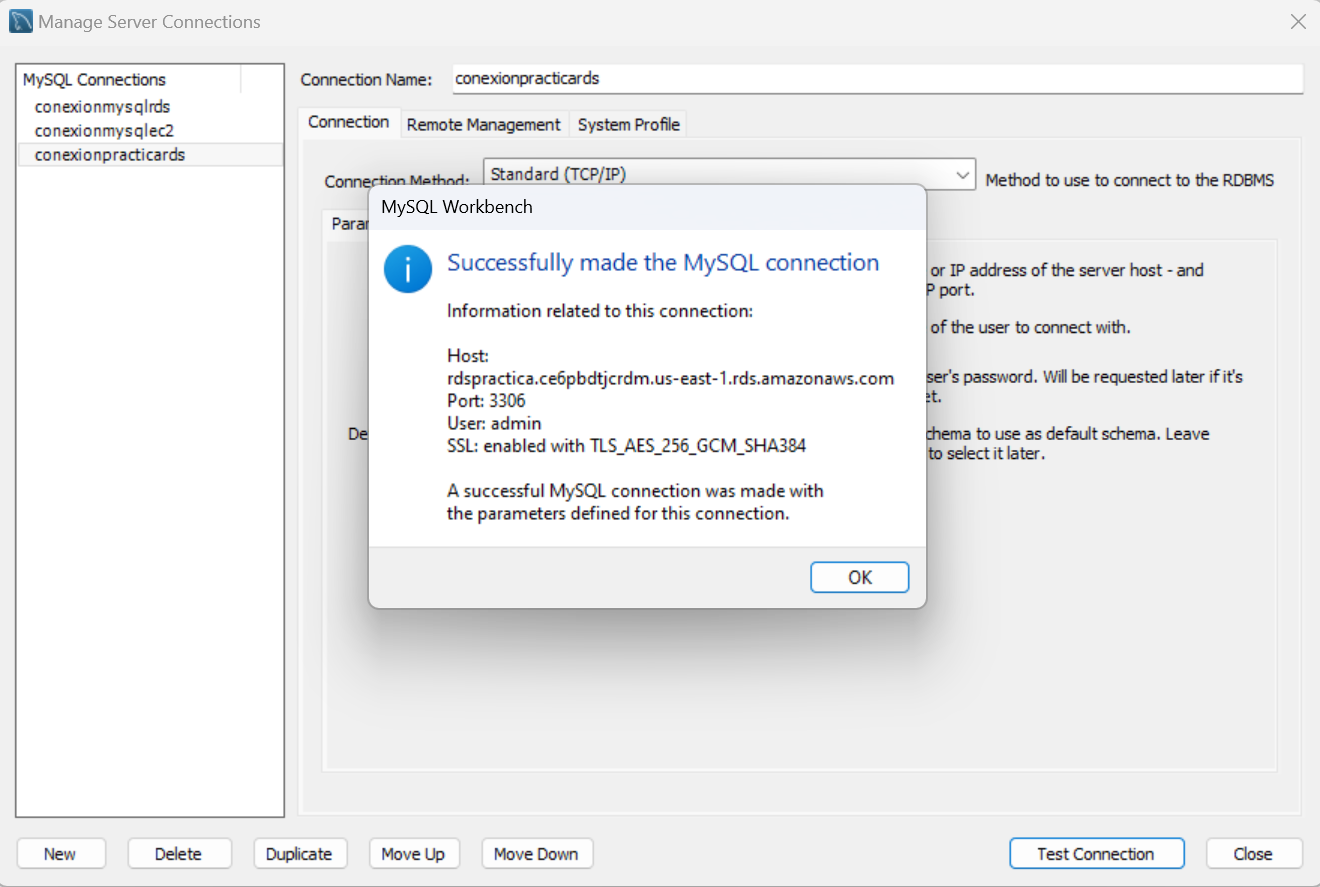 Manage Server Connections
MySQL Connections
conexionmysqlrds
conexionmysqlec2
conexionpracticards
Connection Name: conexionpracticards
Connection Remote Management System Profile
Connection Method: Standard (TCP/IP) Method to use to connect to the RDBMS
MySQL Workbench
Successfully made the MySQL connection
Information related to this connection:
Host:
rdspractica.ce6pbdtjcrdm.us-east-1.rds.amazonaws.com
Port: 3306
User: admin
SSL: enabled with TLS_AES_256_GCM_SHA384
A successful MySQL connection was made with
the parameters defined for this connection.
OK
or IP address of the server host - and
P port.
of the user to connect with.
ser's password. Will be requested later if it's
et.
chema to use as default schema. Leave
to select it later.
New Delete Duplicate Move Up Move Down Test Connection Close